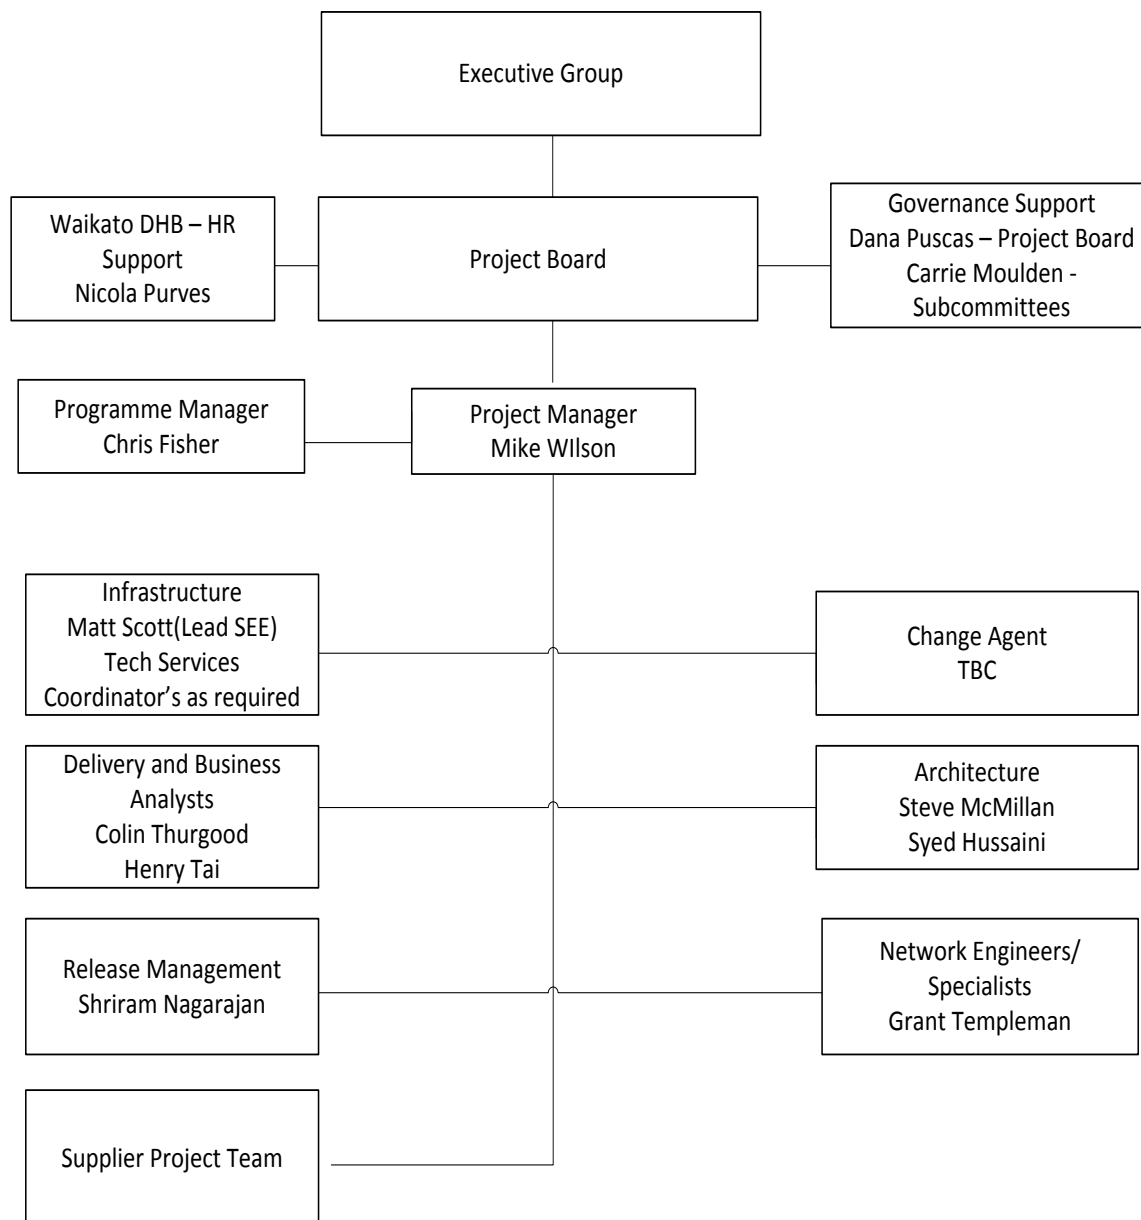 Executive Group
Waikato DHB – HR
Support
Nicola Purves
Project Board
Governance Support
Dana Puscas – Project Board
Carrie Moulden -
Subcommittees
Programme Manager
Chris Fisher
Project Manager
Mike WIlson
Infrastructure
Matt Scott(Lead SEE)
Tech Services
Coordinator’s as required
Change Agent
TBC
Delivery and Business
Analysts
Colin Thurgood
Henry Tai
Architecture
Steve McMillan
Syed Hussaini
Release Management
Shriram Nagarajan
Network Engineers/
Specialists
Grant Templeman
Supplier Project Team